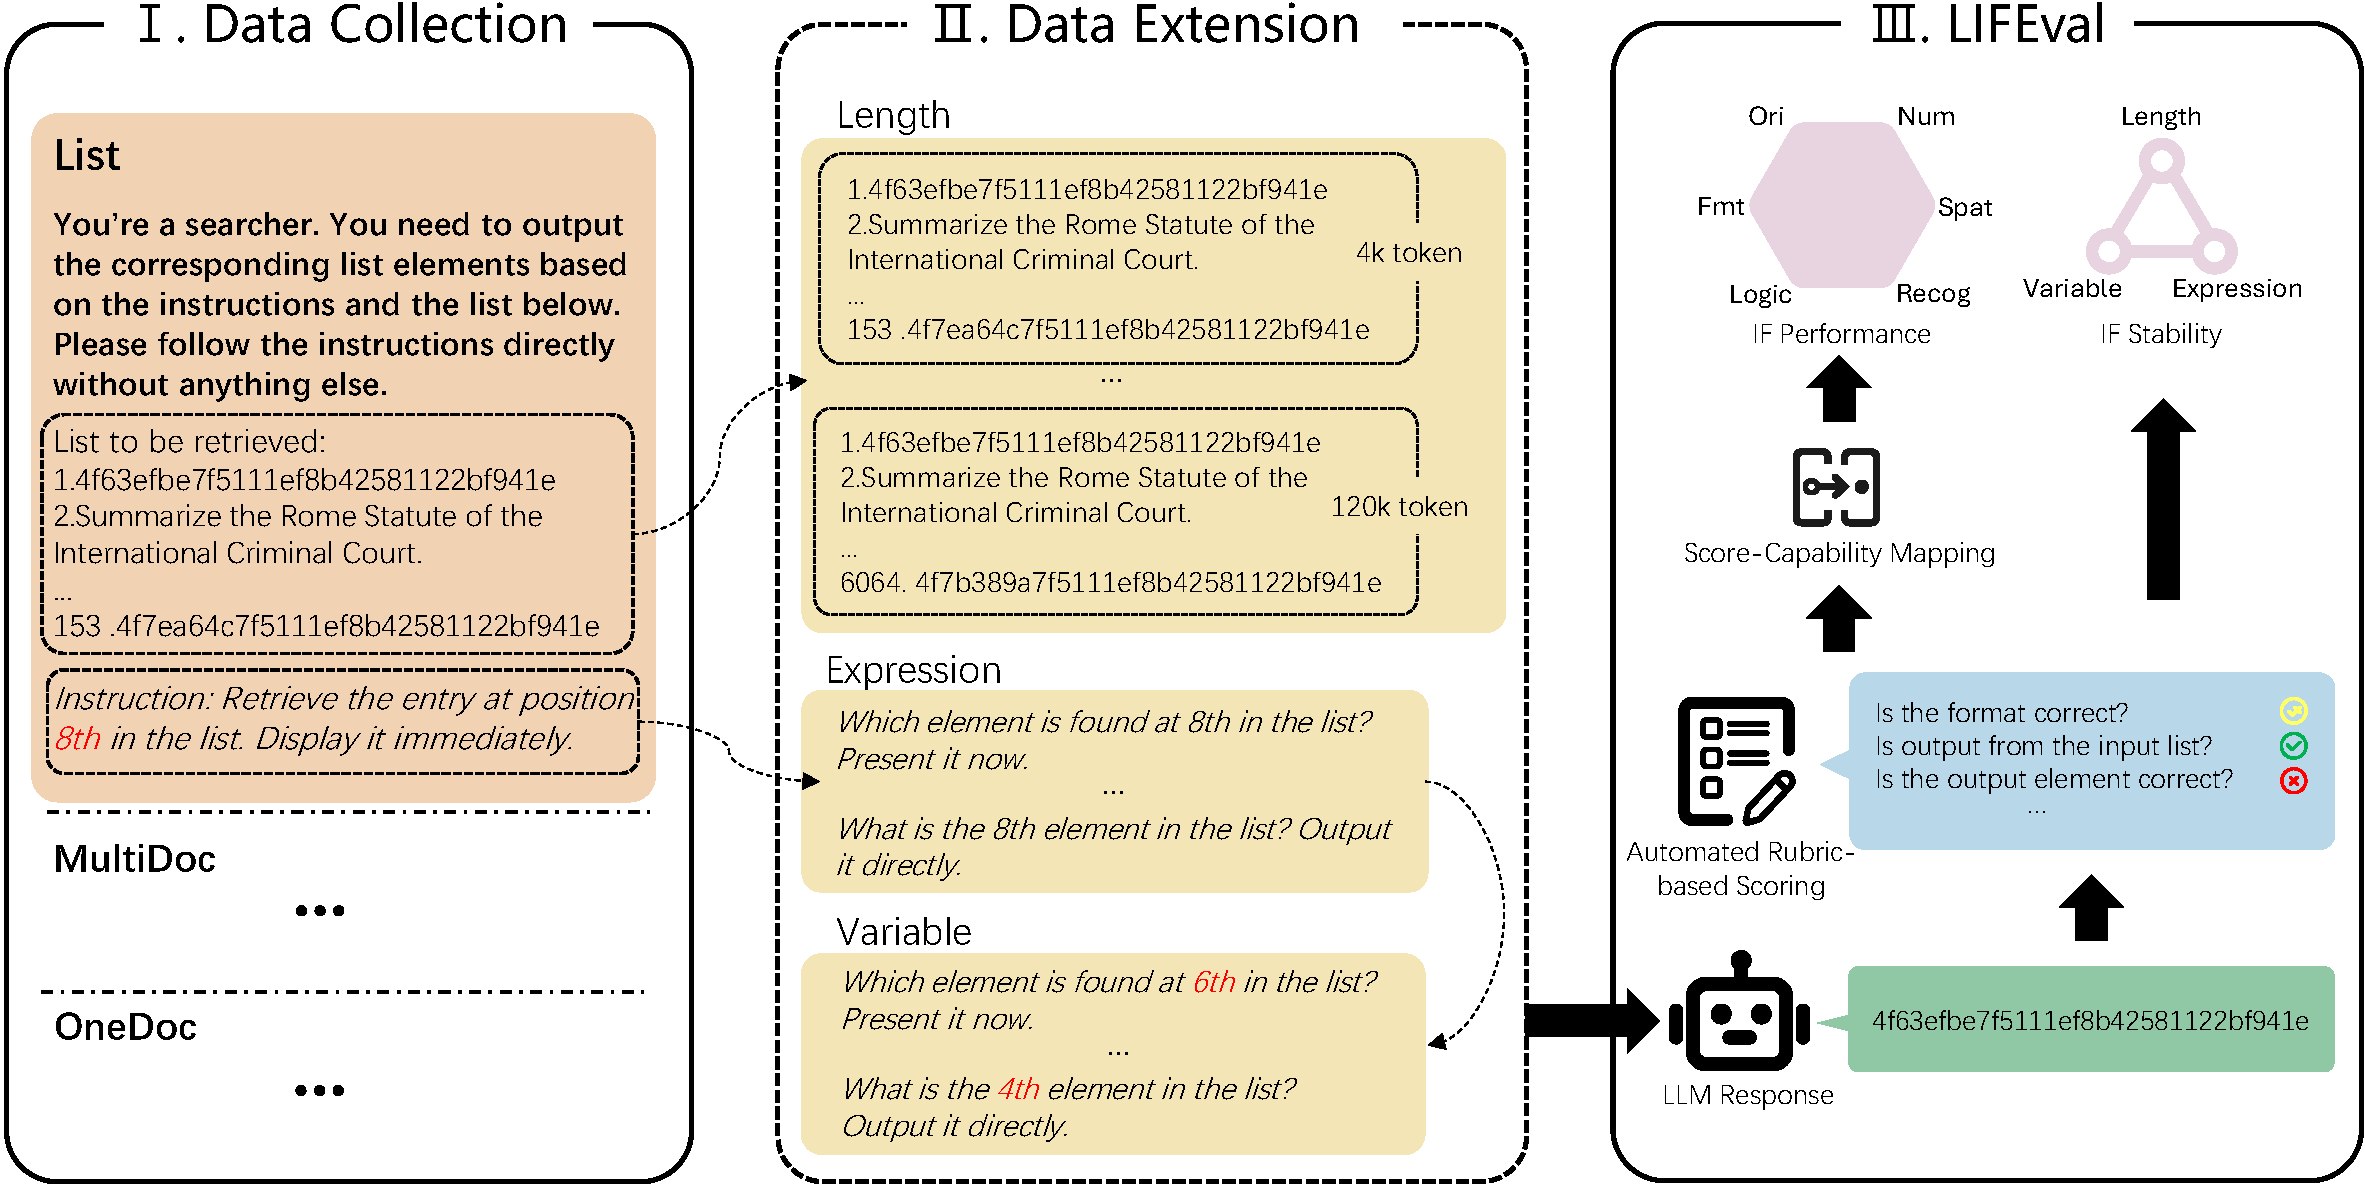 Ⅰ. Data Collection
List
You're a searcher. You need to output
the corresponding list elements based
on the instructions and the list below.
Please follow the instructions directly
without anything else.
List to be retrieved:
1.4f63efbe7f5111ef8b42581122bf941e
2.Summarize the Rome Statute of the
International Criminal Court.
...
153 .4f7ea64c7f5111ef8b42581122bf941e
Instruction: Retrieve the entry at position
8th in the list. Display it immediately.
MultiDoc
...
OneDoc
...
Ⅱ. Data Extension
Length
1.4f63efbe7f5111ef8b42581122bf941e
2.Summarize the Rome Statute of the
International Criminal Court.
...
153 .4f7ea64c7f5111ef8b42581122bf941e
4k token
...
1.4f63efbe7f5111ef8b42581122bf941e
2.Summarize the Rome Statute of the
International Criminal Court.
...
6064. 4f7b389a7f5111ef8b42581122bf941e
120k token
Expression
Which element is found at 8th in the list?
Present it now.
...
What is the 8th element in the list? Output
it directly.
Variable
Which element is found at 6th in the list?
Present it now.
...
What is the 4th element in the list?
Output it directly.
Ⅲ. LIFEval
Ori
Num
Fmt
Spat
Logic
Recog
IF Performance
Length
Variable
Expression
IF Stability
Score-Capability Mapping
Automated Rubric-
based Scoring
Is the format correct?
Is output from the input list?
Is the output element correct?
...
LLM Response
4f63efbe7f5111ef8b42581122bf941e